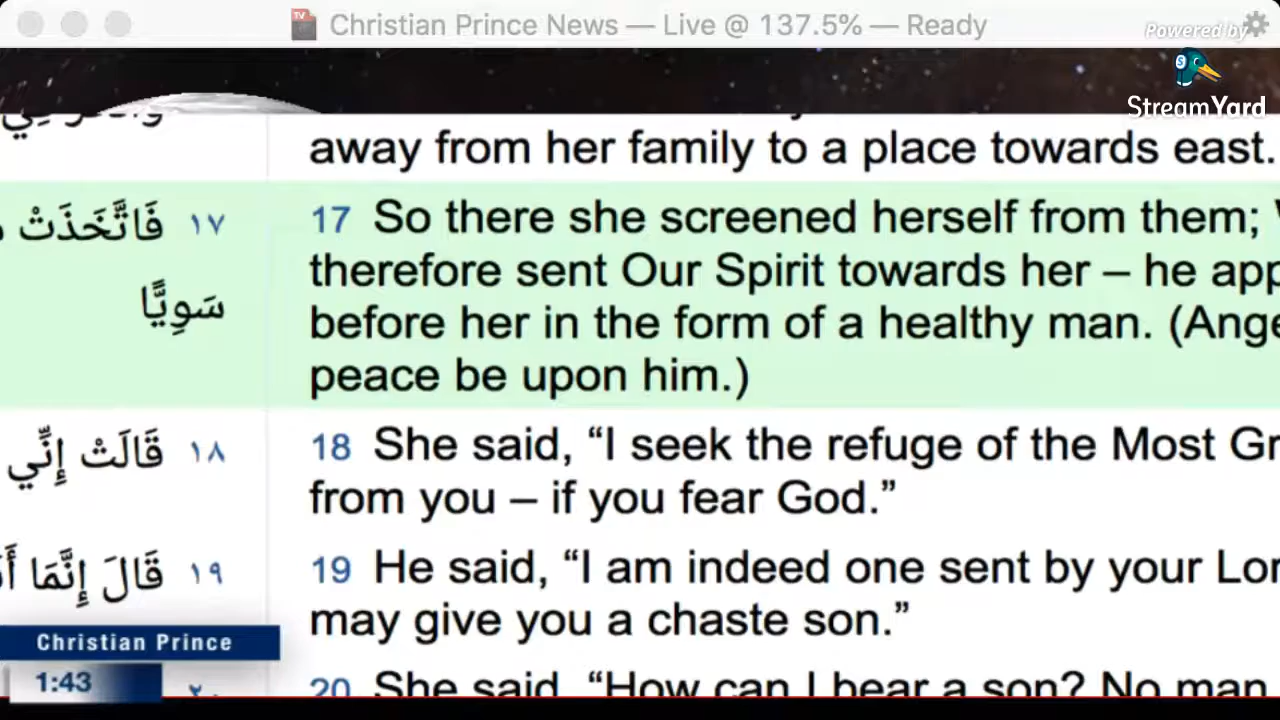 Christian Prince News — Live @ 137.5% — Ready
Powered by
StreamYard
away from her family to a place towards east.
١٧ فَاتَّخَذَتْ
سَوِيًّا
17 So there she screened herself from them;
therefore sent Our Spirit towards her – he
before her in the form of a healthy man.
peace be upon him.)
١٨ قَالَتْ إِنِّي
18 She said, “I seek the refuge of the Most
from you – if you fear God.”
١٩ قَالَ إِنَّمَا
19 He said, “I am indeed one sent by your
may give you a chaste son.”
20 She said, “How can I bear a son? No man
Christian Prince
1:43